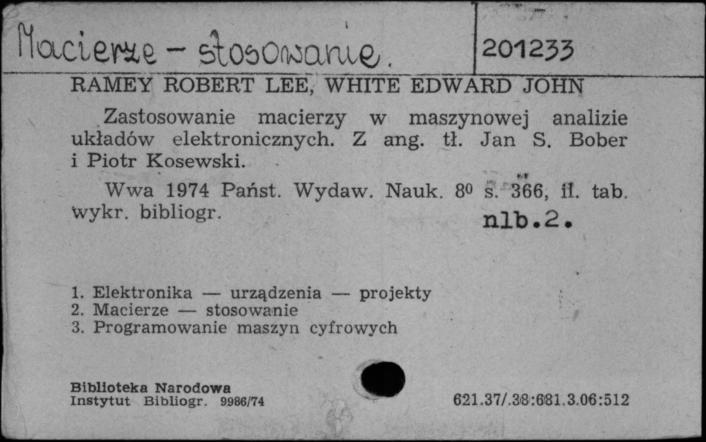 Macierze - stosowanie.
201233
RAMEY ROBERT LEE, WHITE EDWARD JOHN
Zastosowanie macierzy w maszynowej analizie
układów elektronicznych. Z ang. tł. Jan S. Bober
i Piotr Kosewski.
Wwa 1974 Państ. Wydaw. Nauk. 8⁰ s. 366, il. tab.
wykr. bibliogr.
nlb.2.
1. Elektronika — urządzenia — projekty
2. Macierze — stosowanie
3. Programowanie maszyn cyfrowych
Biblioteka Narodowa
Instytut Bibliogr. 9986/74
621.37/.38:681.3.06:512